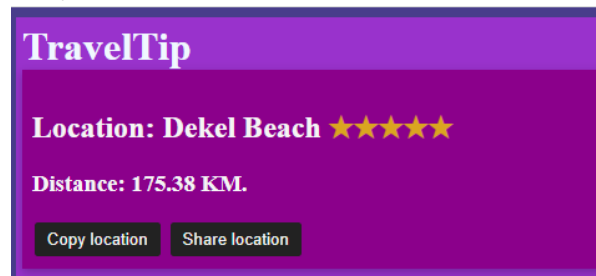 TravelTip
Location: Dekel Beach ★★★★★
Distance: 175.38 KM.
Copy location Share location